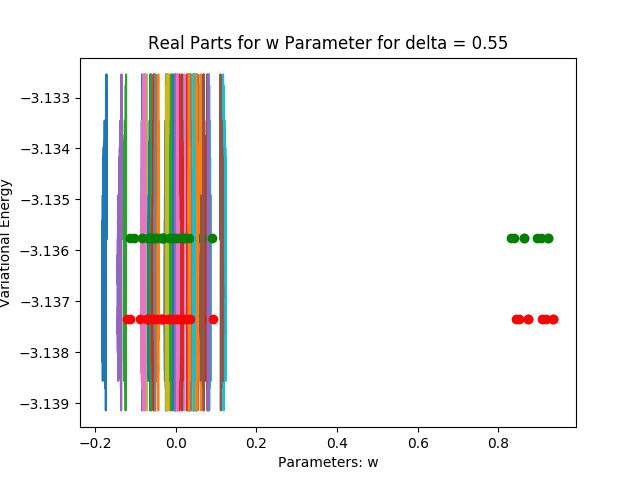 Real Parts for w Parameter for delta = 0.55
Variational Energy
−3.133
−3.134
−3.135
−3.136
−3.137
−3.138
−3.139
−0.2 0.0 0.2 0.4 0.6 0.8
Parameters: w